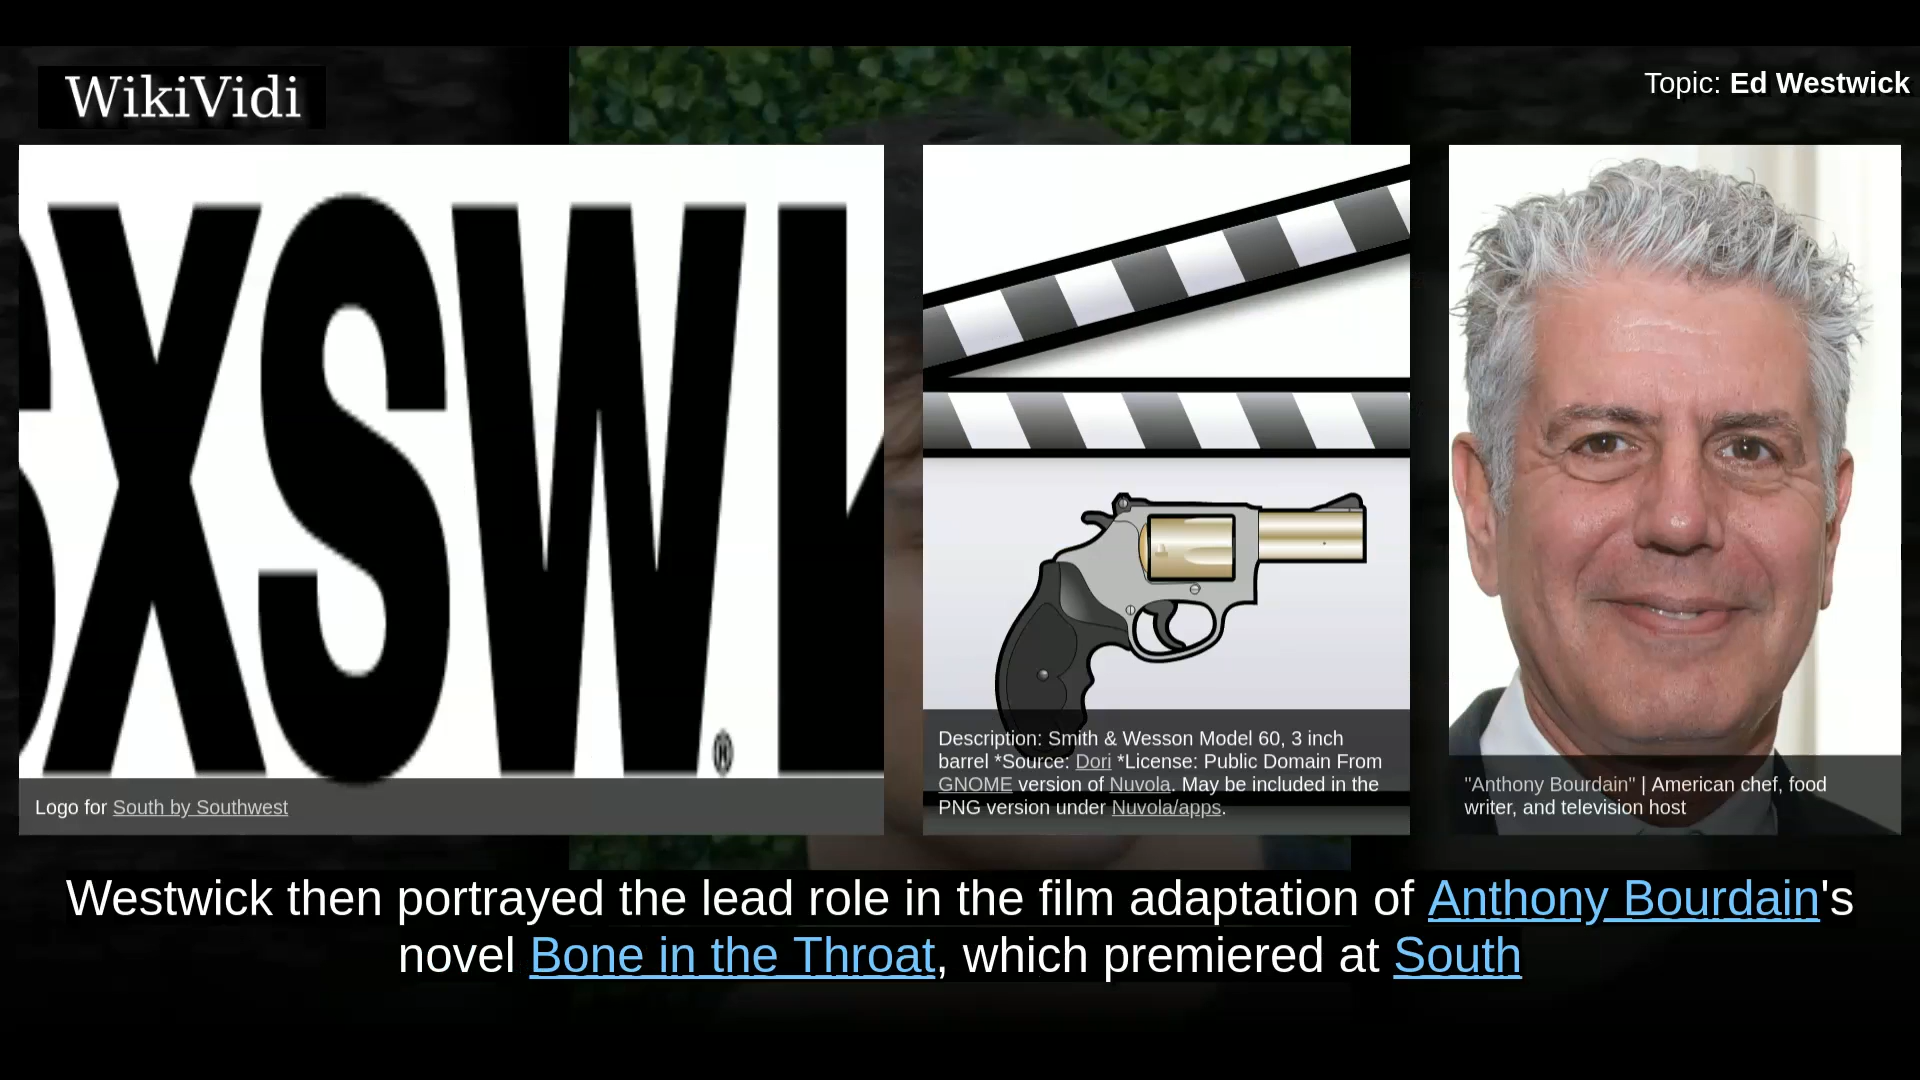 WikiVidi
Topic: Ed Westwick
SXSW
®
Logo for South by Southwest
Description: Smith & Wesson Model 60, 3 inch
barrel *Source: Dori *License: Public Domain From
GNOME version of Nuvola. May be included in the
PNG version under Nuvola/apps.
"Anthony Bourdain" | American chef, food
writer, and television host
Westwick then portrayed the lead role in the film adaptation of Anthony Bourdain's
novel Bone in the Throat, which premiered at South